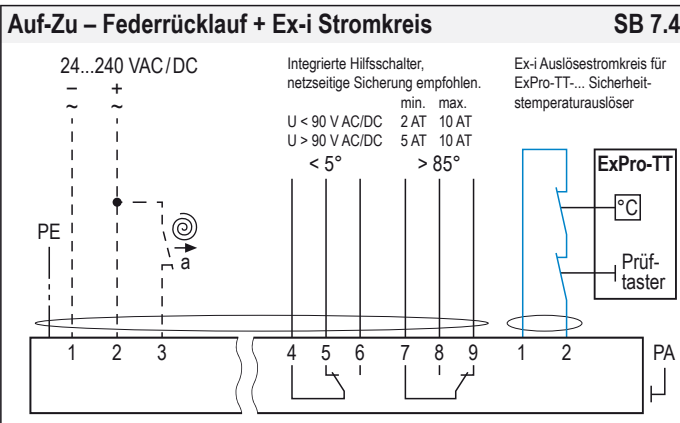 Auf-Zu – Federrücklauf + Ex-i Stromkreis SB 7.4
24...240 VAC/DC
– +
~ ~
Integrierte Hilfsschalter,
netzseitige Sicherung empfohlen.
min. max.
U < 90 V AC/DC 2 AT 10 AT
U > 90 V AC/DC 5 AT 10 AT
< 5° > 85°
Ex-i Auslösestromkreis für
ExPro-TT-... Sicherheit-
stemperaturauslöser
ExPro-TT
°C
Prüf-
taster
PE
a
1 2 3 4 5 6 7 8 9 1 2 PA